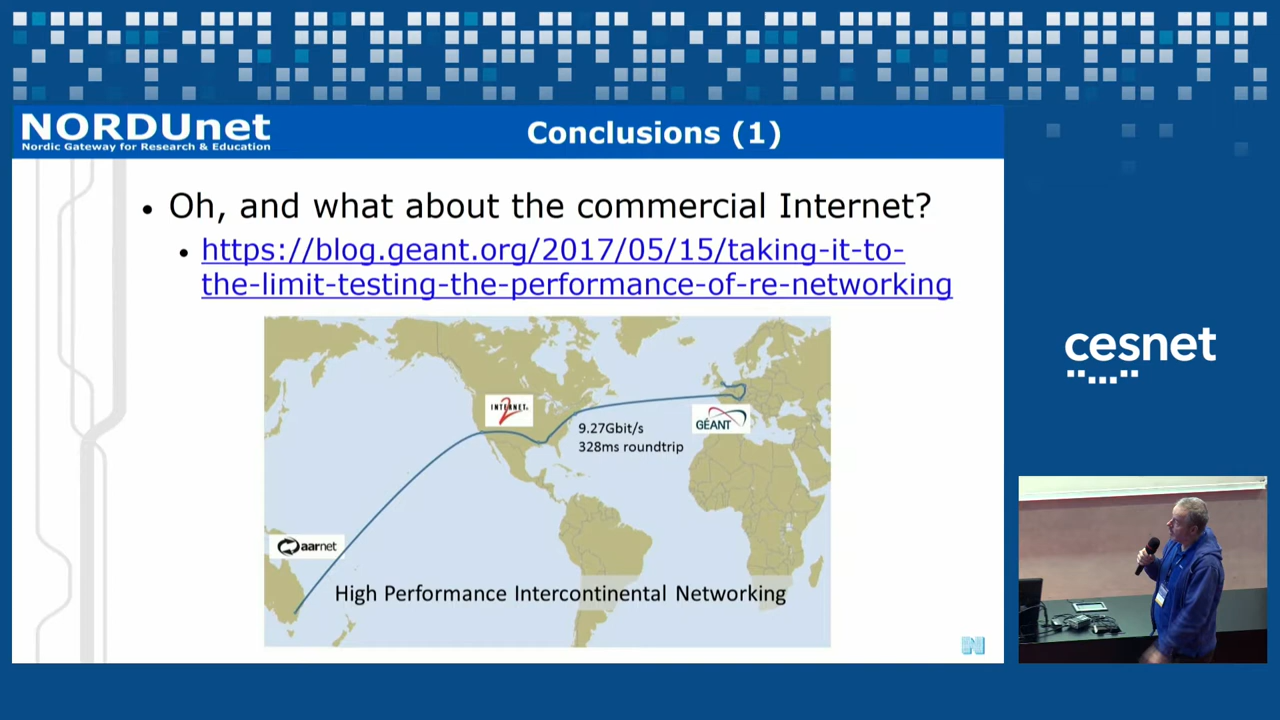 NORDUnet
Nordic Gateway for Research & Education
Conclusions (1)
• Oh, and what about the commercial Internet?
• https://blog.geant.org/2017/05/15/taking-it-to-
the-limit-testing-the-performance-of-re-networking
INTERNET
2
GÉANT
9.27Gbit/s
328ms roundtrip
aarnet
High Performance Intercontinental Networking
N
cesnet